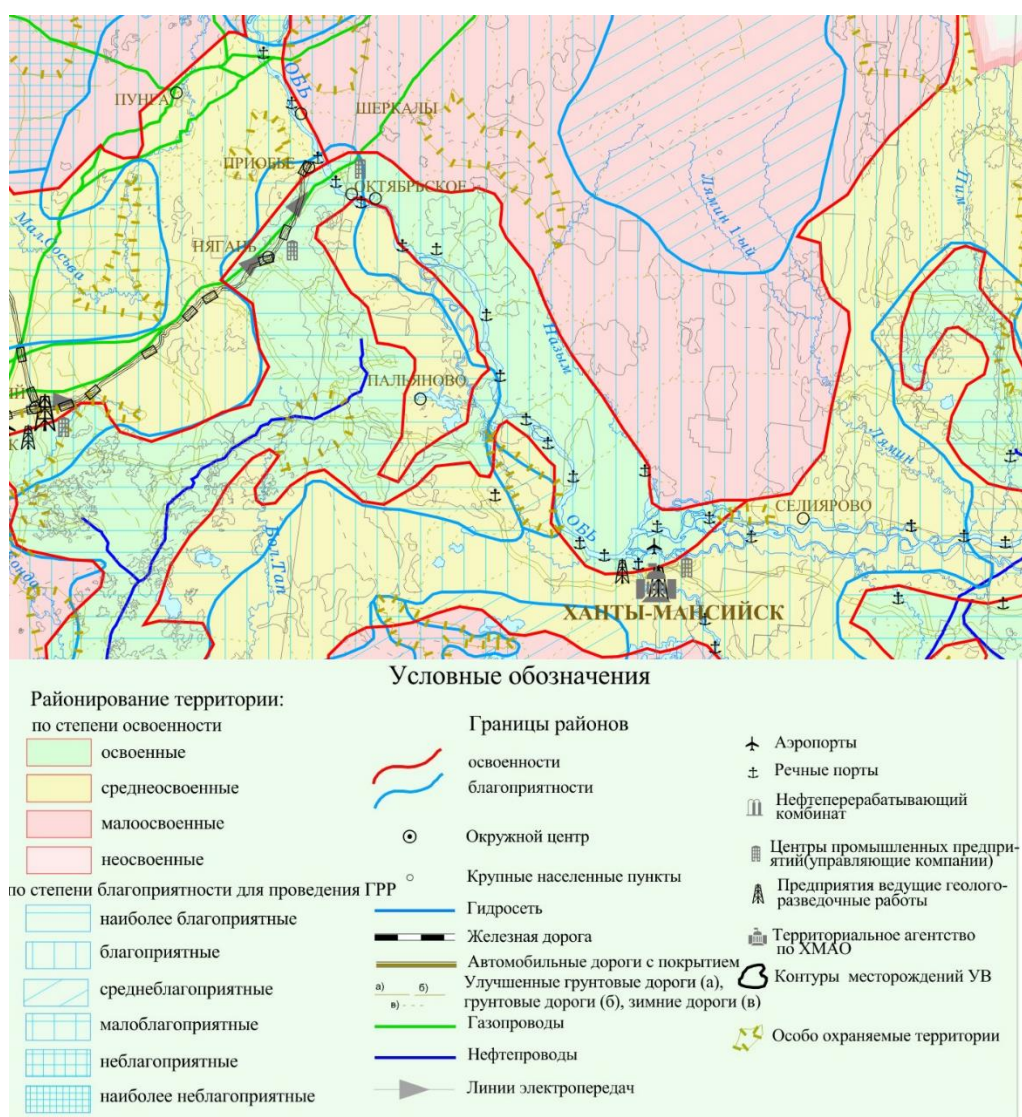 ОБЬ
ПУНГА
ШЕРКАЛЫ
ПРИОБЬЕ
ОКТЯБРЬСКОЕ
Лямин 1-ый
Пим
Мал.Сосьва
НЯГАНЬ
Назым
ПАЛЬЯНОВО
Лямин
СЕЛИЯРОВО
ОБЬ
Бол.Тап
ХАНТЫ-МАНСИЙСК
Условные обозначения
Районирование территории:
по степени освоенности
освоенные
среднеосвоенные
малоосвоенные
неосвоенные
по степени благоприятности для проведения ГРР
наиболее благоприятные
благоприятные
среднеблагоприятные
малоблагоприятные
неблагоприятные
наиболее неблагоприятные
Границы районов
освоенности
благоприятности
Окружной центр
Крупные населенные пункты
Гидросеть
Железная дорога
Автомобильные дороги с покрытием
а) б) Улучшенные грунтовые дороги (а),
в) грунтовые дороги (б), зимние дороги (в)
Газопроводы
Нефтепроводы
Линии электропередач
Аэропорты
Речные порты
Нефтеперерабатывающий
комбинат
Центры промышленных предпри-
ятий(управляющие компании)
Предприятия ведущие геолого-
разведочные работы
Территориальное агентство
по ХМАО
Контуры месторождений УВ
Особо охраняемые территории